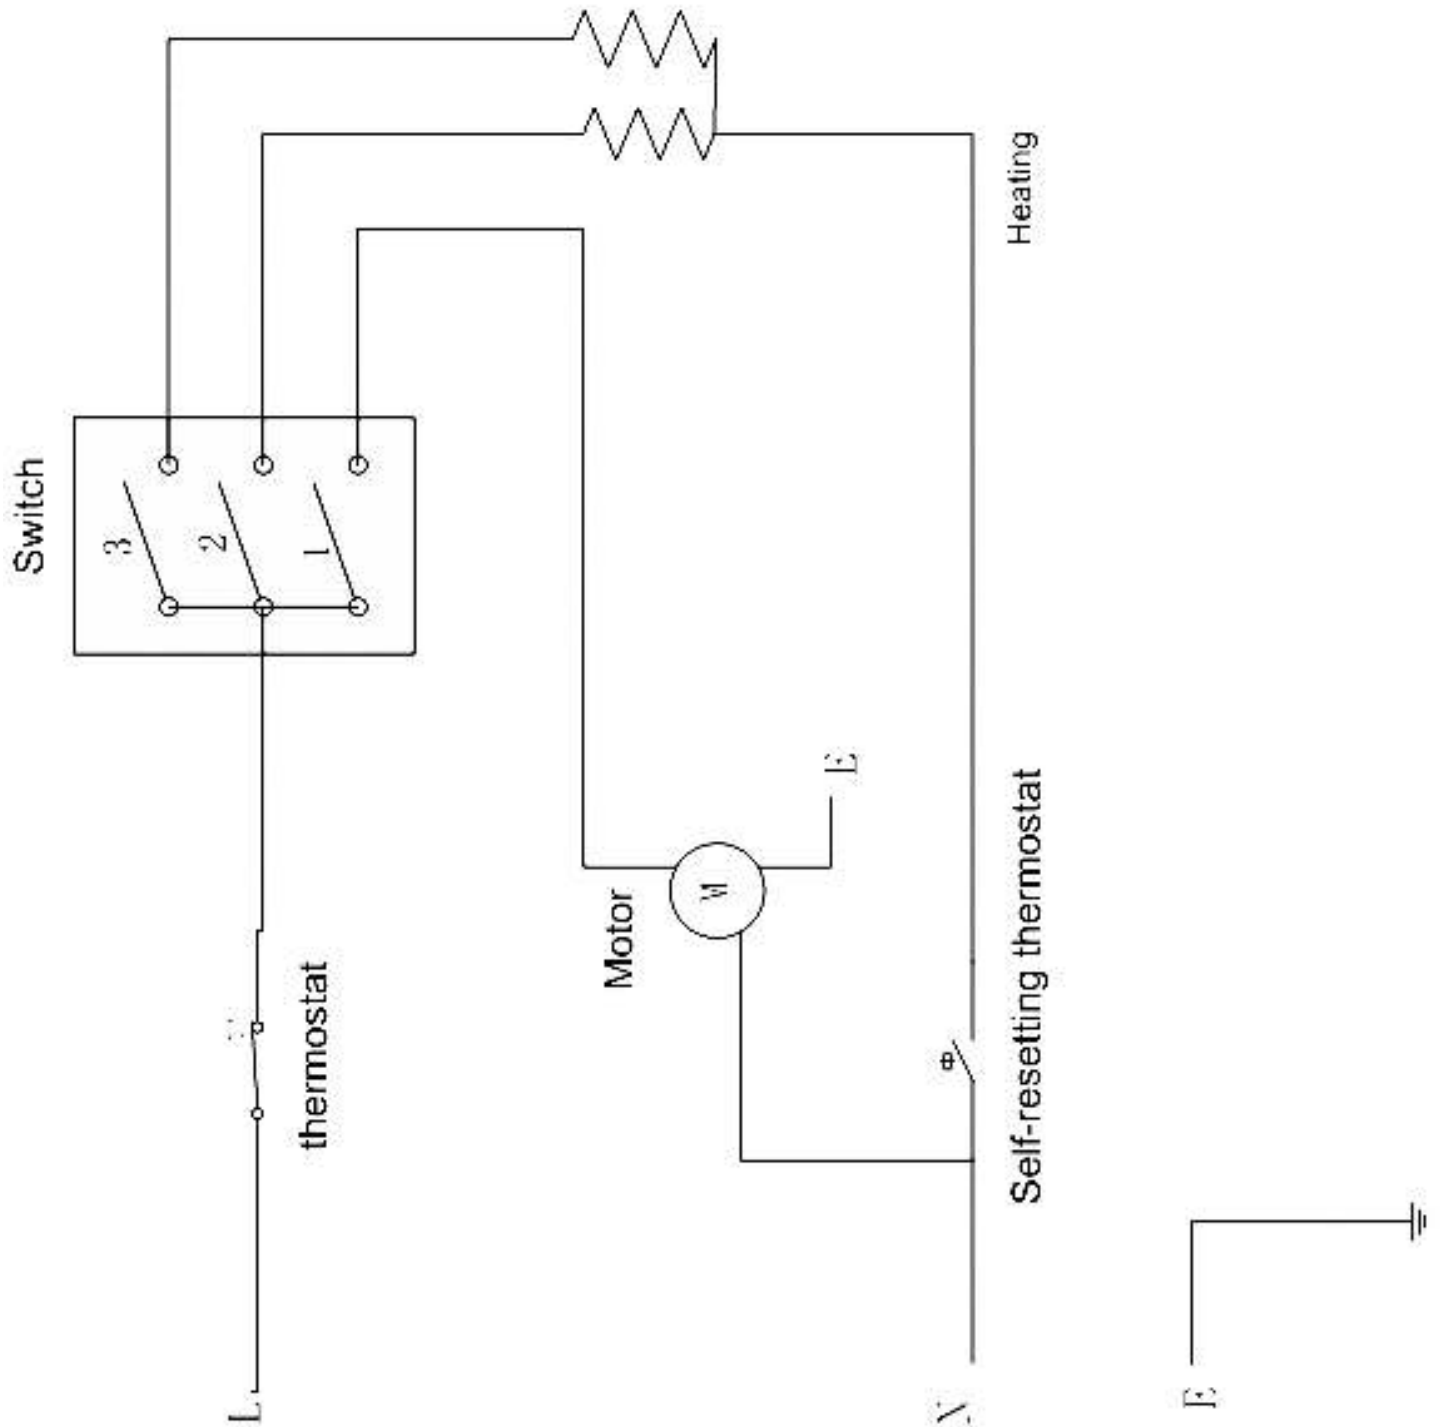 Switch
3
2
1
Heating
thermostat
Motor
M
E
Self-resetting thermostat
L
N
E